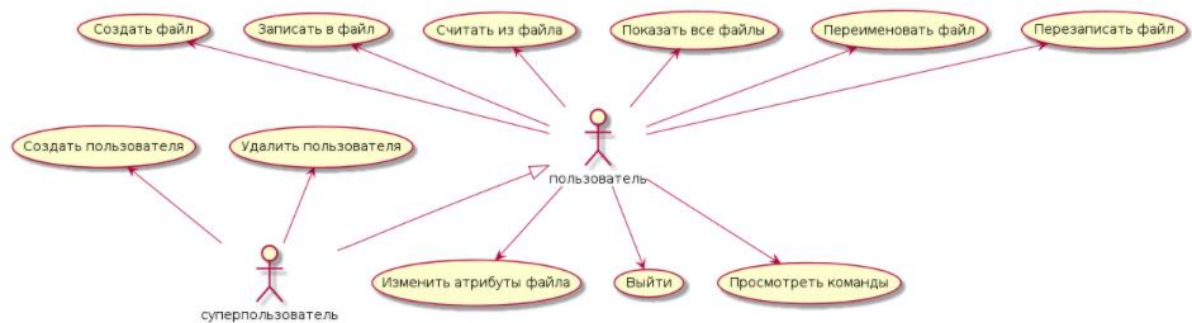 Создать файл
Записать в файл
Считать из файла
Показать все файлы
Переименовать файл
Перезаписать файл
Создать пользователя
Удалить пользователя
пользователь
Изменить атрибуты файла
Выйти
Просмотреть команды
суперпользователь